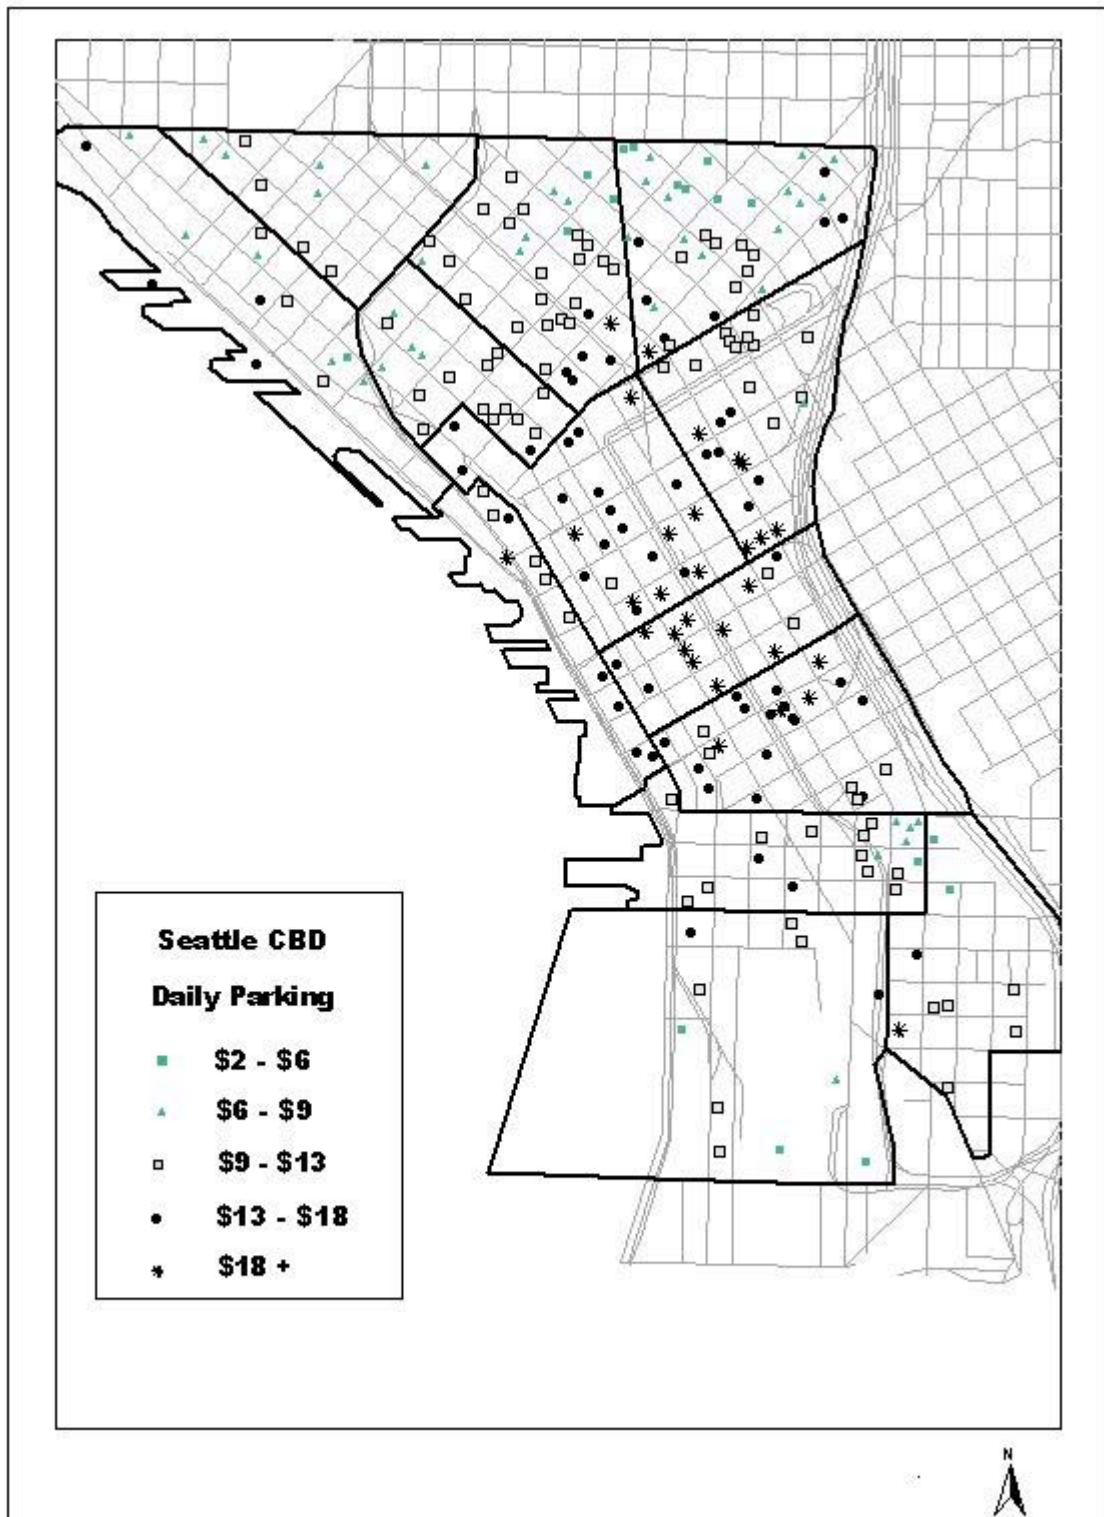 Seattle CBD
Daily Parking
$2 - $6
$6 - $9
$9 - $13
$13 - $18
$18 +
N